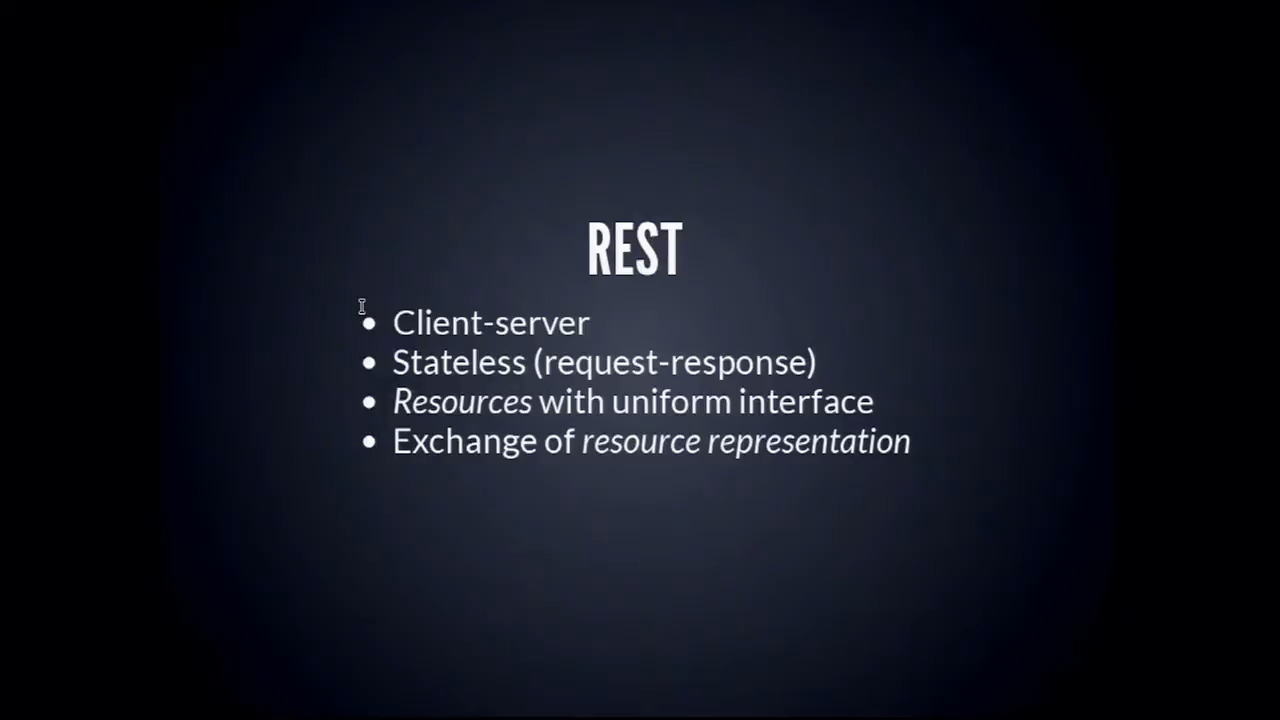 REST
Client-server
Stateless (request-response)
Resources with uniform interface
Exchange of resource representation